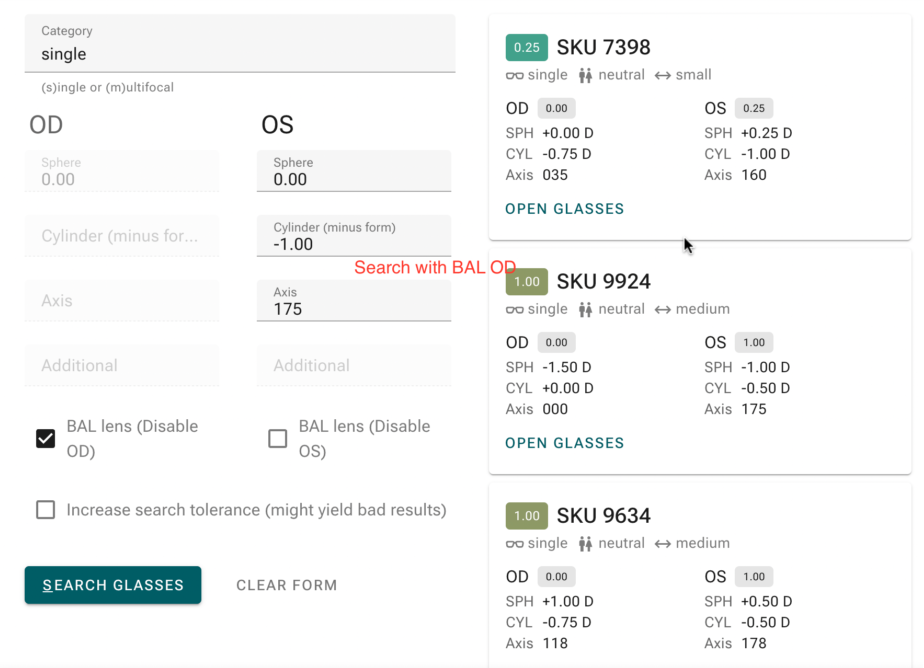 Category
single
(s)ingle or (m)ultifocal
OD
OS
Sphere
0.00
Sphere
0.00
Cylinder (minus for...
Cylinder (minus form)
-1.00
Search with BAL OD
Axis
Axis
175
Additional
Additional
BAL lens (Disable
OD)
BAL lens (Disable
OS)
Increase search tolerance (might yield bad results)
SEARCH GLASSES
CLEAR FORM
0.25 SKU 7398
single neutral small
OD 0.00 OS 0.25
SPH +0.00 D SPH +0.25 D
CYL -0.75 D CYL -1.00 D
Axis 035 Axis 160
OPEN GLASSES
1.00 SKU 9924
single neutral medium
OD 0.00 OS 1.00
SPH -1.50 D SPH -1.00 D
CYL +0.00 D CYL -0.50 D
Axis 000 Axis 175
OPEN GLASSES
1.00 SKU 9634
single neutral medium
OD 0.00 OS 1.00
SPH +1.00 D SPH +0.50 D
CYL -0.75 D CYL -0.50 D
Axis 118 Axis 178